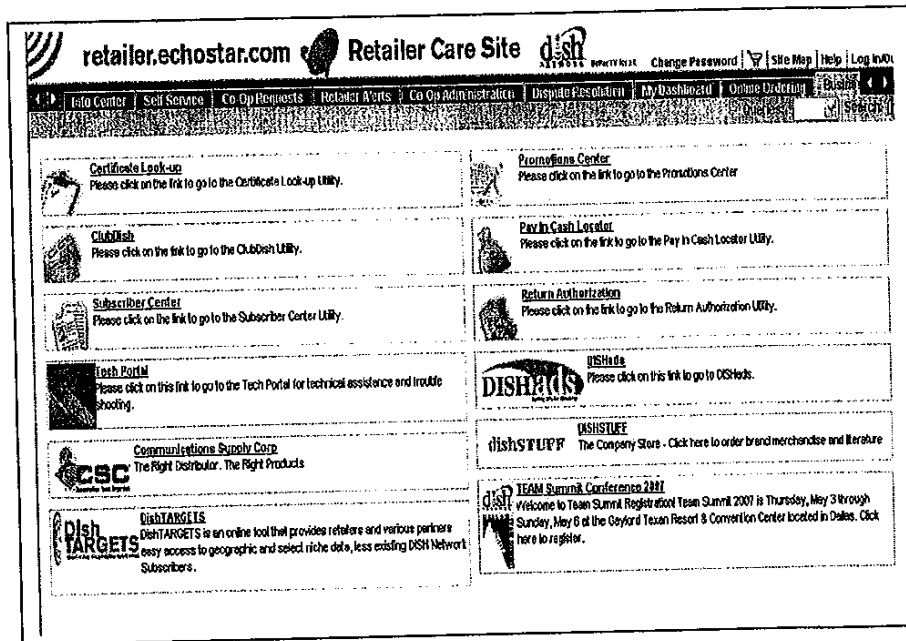 retailer.echostar.com Retailer Care Site dish
NETWORK Change Password | Site Map | Help | Log In/Ou
Info Center | Self Service | Co-Op Requests | Retailer Alerts | Co-Op Administration | Dispute Resolution | My Dashboard | Online Ordering | Busin
Certificate Look-up
Please click on the link to go to the Certificate Look-up Utility.
ClubDish
Please click on the link to go to the ClubDish Utility.
Subscriber Center
Please click on the link to go to the Subscriber Center Utility.
Tech Portal
Please click on this link to go to the Tech Portal for technical assistance and trouble
shooting.
CSC
Communications Supply Corp
The Right Distributor. The Right Products
Dish
TARGETS
DishTARGETS
DishTARGETS is an online tool that provides retailers and various partners
easy access to geographic and select niche data, less existing DISH Network
Subscribers.
Promotions Center
Please click on the link to go to the Promotions Center
Pay In Cash Locator
Please click on the link to go to the Pay In Cash Locator Utility.
Return Authorization
Please click on the link to go to the Return Authorization Utility.
DISHads
DISHads
Please click on this link to go to DISHads.
dishSTUFF
DISHSTUFF
The Company Store - Click here to order brand merchandise and literature
dish
TEAM Summit Conference 2007
Welcome to Team Summit Registration! Team Summit 2007 is Thursday, May 3 through
Sunday, May 6 at the Gaylord Texan Resort & Convention Center located in Dallas. Click
here to register.